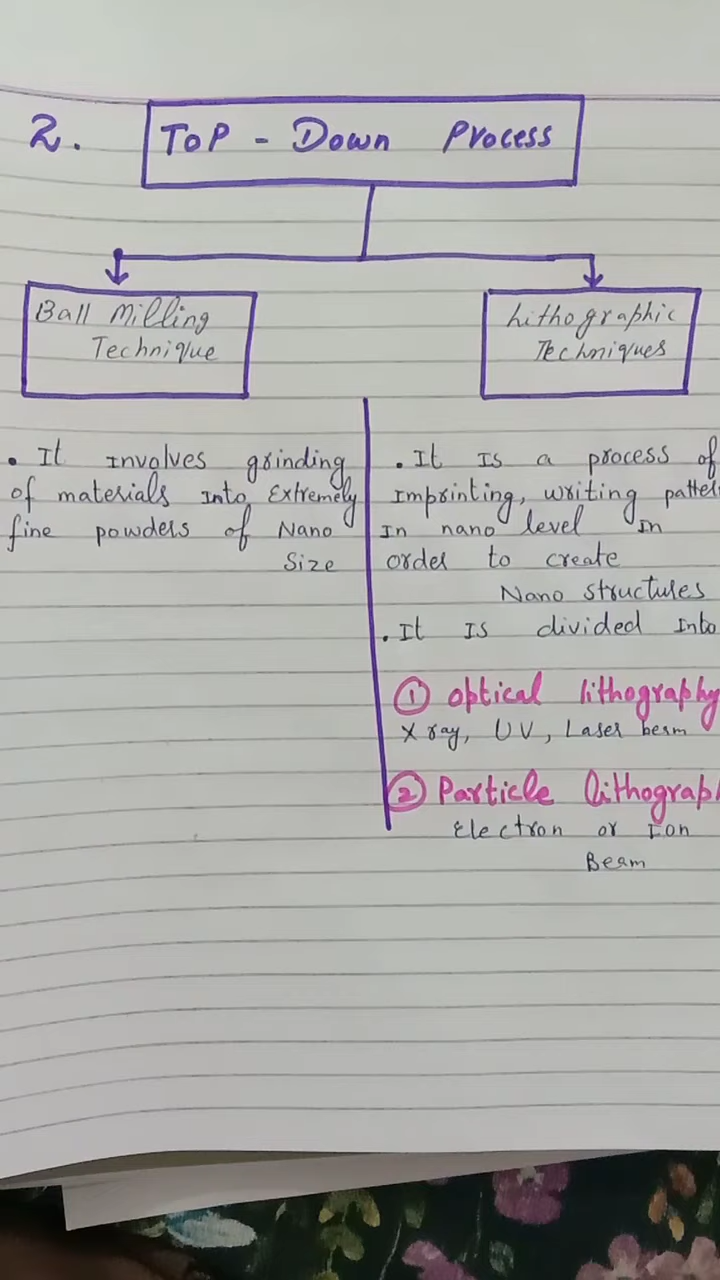 2. Top - Down Process
Ball Milling
Technique
Lithographic
Techniques
• It involves grinding
of materials into Extremely
fine powders of Nano
Size
• It Is a process of
Imprinting, writing
In nano level In
order to create
Nano structures
• It Is divided Into
① optical lithography
X ray, UV, Laser beam
② Particle
Electron or Ion
Beam